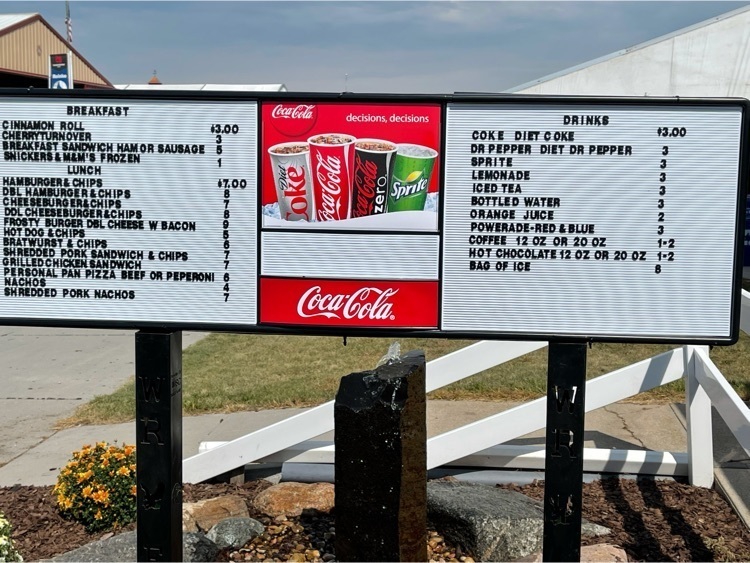 BREAKFAST
CINNAMON ROLL $3.00
CHERRYTURNOVER 3
BREAKFAST SANDWICH HAM OR SAUSAGE 5
SNICKERS & M&M'S FROZEN 1
LUNCH
HAMBURGER & CHIPS $7.00
DBL HAMBURGER & CHIPS 8
CHEESEBURGER & CHIPS 7
DDL CHEESEBURGER & CHIPS 8
FROSTY BURGER DBL CHEESE W BACON 9
HOT DOG & CHIPS 6
BRATWURST & CHIPS 6
SHREDDED PORK SANDWICH & CHIPS 7
GRILLED CHICKEN SANDWICH 7
PERSONAL PAN PIZZA BEEF OR PEPERONI 6
NACHOS 4
SHREDDED PORK NACHOS 7
Coca-Cola
decisions, decisions
Diet Coke
Coca-Cola
Coca-Cola zero
Sprite
Coca-Cola
DRINKS
COKE DIET COKE $3.00
DR PEPPER DIET DR PEPPER 3
SPRITE 3
LEMONADE 3
ICED TEA 3
BOTTLED WATER 3
ORANGE JUICE 2
POWERADE-RED & BLUE 3
COFFEE 12 OZ OR 20 OZ 1-2
HOT CHOCOLATE 12 OZ OR 20 OZ 1-2
BAG OF ICE 8